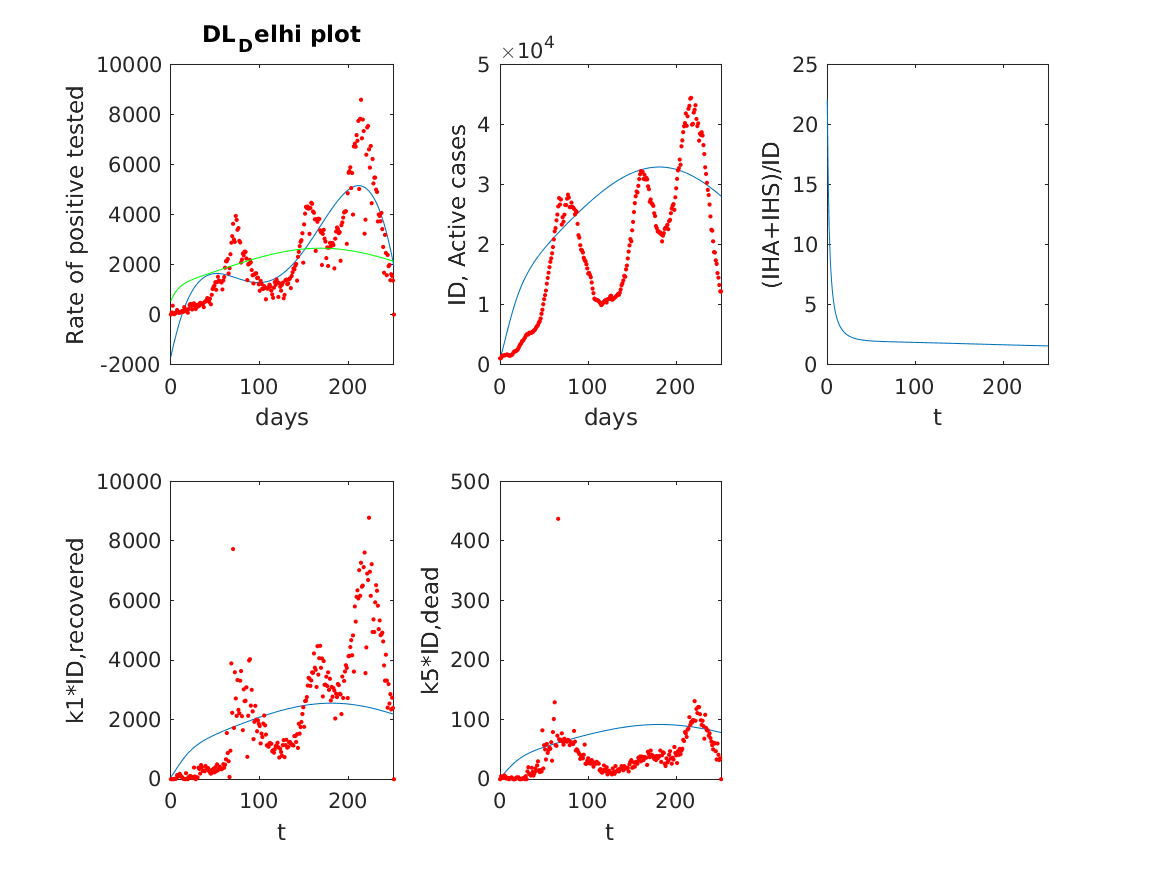 DL_Delhi plot
Rate of positive tested
10000
8000
6000
4000
2000
0
-2000
0 100 200
days
×10^4
ID, Active cases
5
4
3
2
1
0
0 100 200
days
(IHA+IHS)/ID
25
20
15
10
5
0
0 100 200
t
k1*ID,recovered
10000
8000
6000
4000
2000
0
0 100 200
t
k5*ID,dead
500
400
300
200
100
0
0 100 200
t